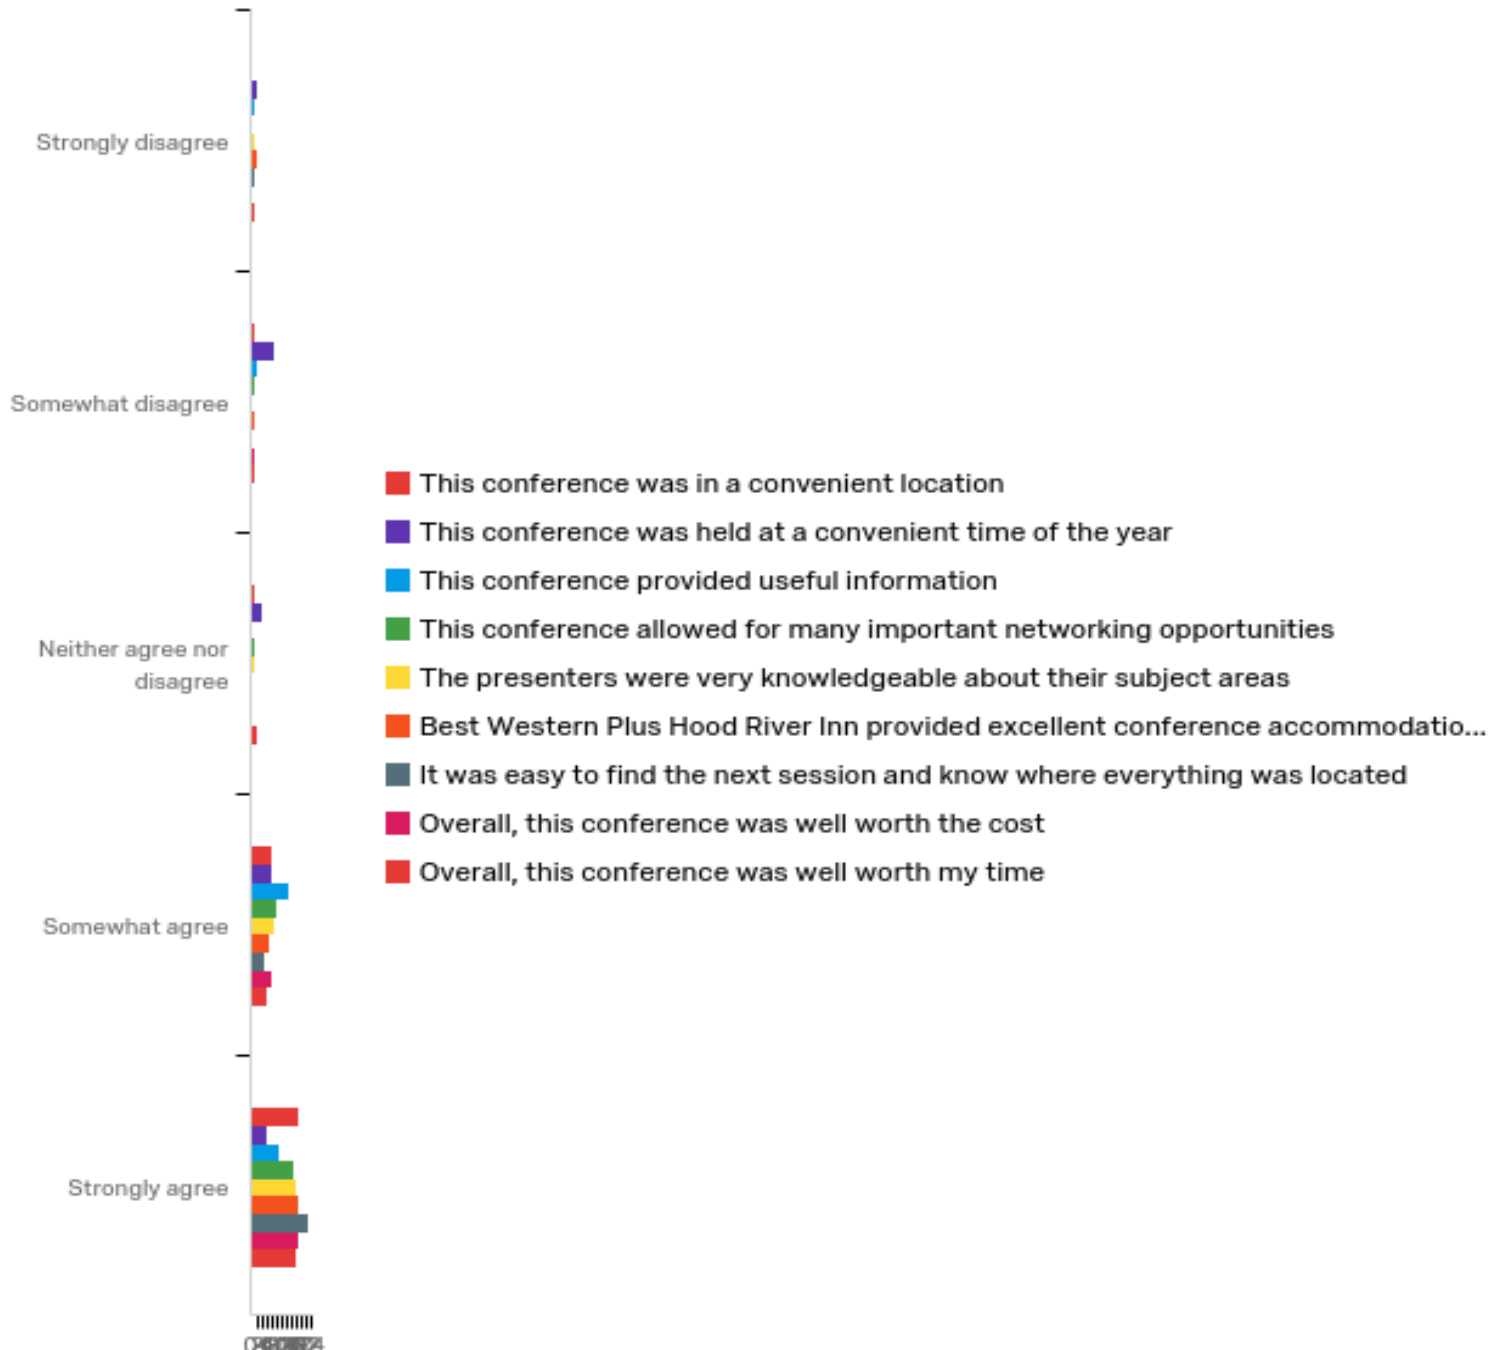 Strongly disagree
Somewhat disagree
Neither agree nor
disagree
Somewhat agree
Strongly agree
This conference was in a convenient location
This conference was held at a convenient time of the year
This conference provided useful information
This conference allowed for many important networking opportunities
The presenters were very knowledgeable about their subject areas
Best Western Plus Hood River Inn provided excellent conference accommodatio...
It was easy to find the next session and know where everything was located
Overall, this conference was well worth the cost
Overall, this conference was well worth my time